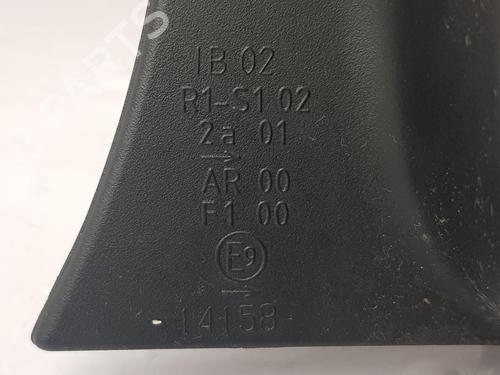 IB 02
R1-S1 02
2a 01
→
AR 00
F1 00
E9
→
14158